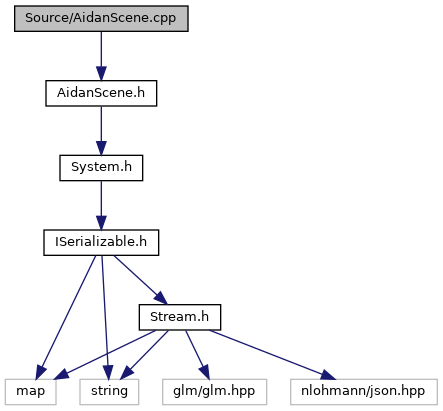 Source/AidanScene.cpp
AidanScene.h
System.h
ISerializable.h
Stream.h
map
string
glm/glm.hpp
nlohmann/json.hpp